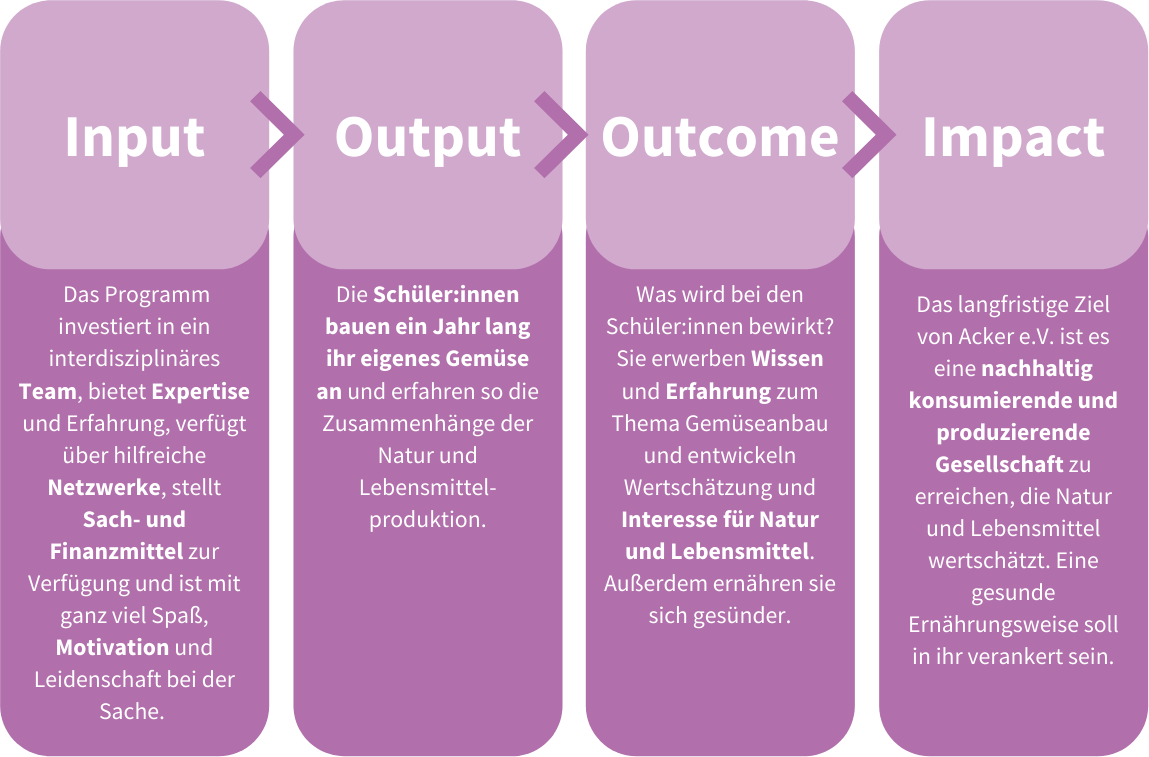 Input
Das Programm
investiert in ein
interdisziplinäres
Team, bietet Expertise
und Erfahrung, verfügt
über hilfreiche
Netzwerke, stellt
Sach- und
Finanzmittel zur
Verfügung und ist mit
ganz viel Spaß,
Motivation und
Leidenschaft bei der
Sache.
Output
Die Schüler:innen
bauen ein Jahr lang
ihr eigenes Gemüse
an und erfahren so die
Zusammenhänge der
Natur und
Lebensmittel-
produktion.
Outcome
Was wird bei den
Schüler:innen bewirkt?
Sie erwerben Wissen
und Erfahrung zum
Thema Gemüseanbau
und entwickeln
Wertschätzung und
Interesse für Natur
und Lebensmittel.
Außerdem ernähren sie
sich gesünder.
Impact
Das langfristige Ziel
von Acker e.V. ist es
eine nachhaltig
konsumierende und
produzierende
Gesellschaft zu
erreichen, die Natur
und Lebensmittel
wertschätzt. Eine
gesunde
Ernährungsweise soll
in ihr verankert sein.